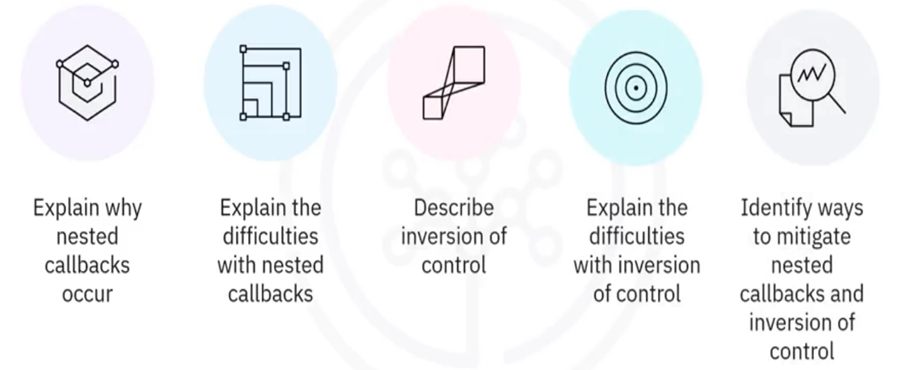 Explain why
nested
callbacks
occur
Explain the
difficulties
with nested
callbacks
Describe
inversion of
control
Explain the
difficulties
with inversion
of control
Identify ways
to mitigate
nested
callbacks and
inversion of
control